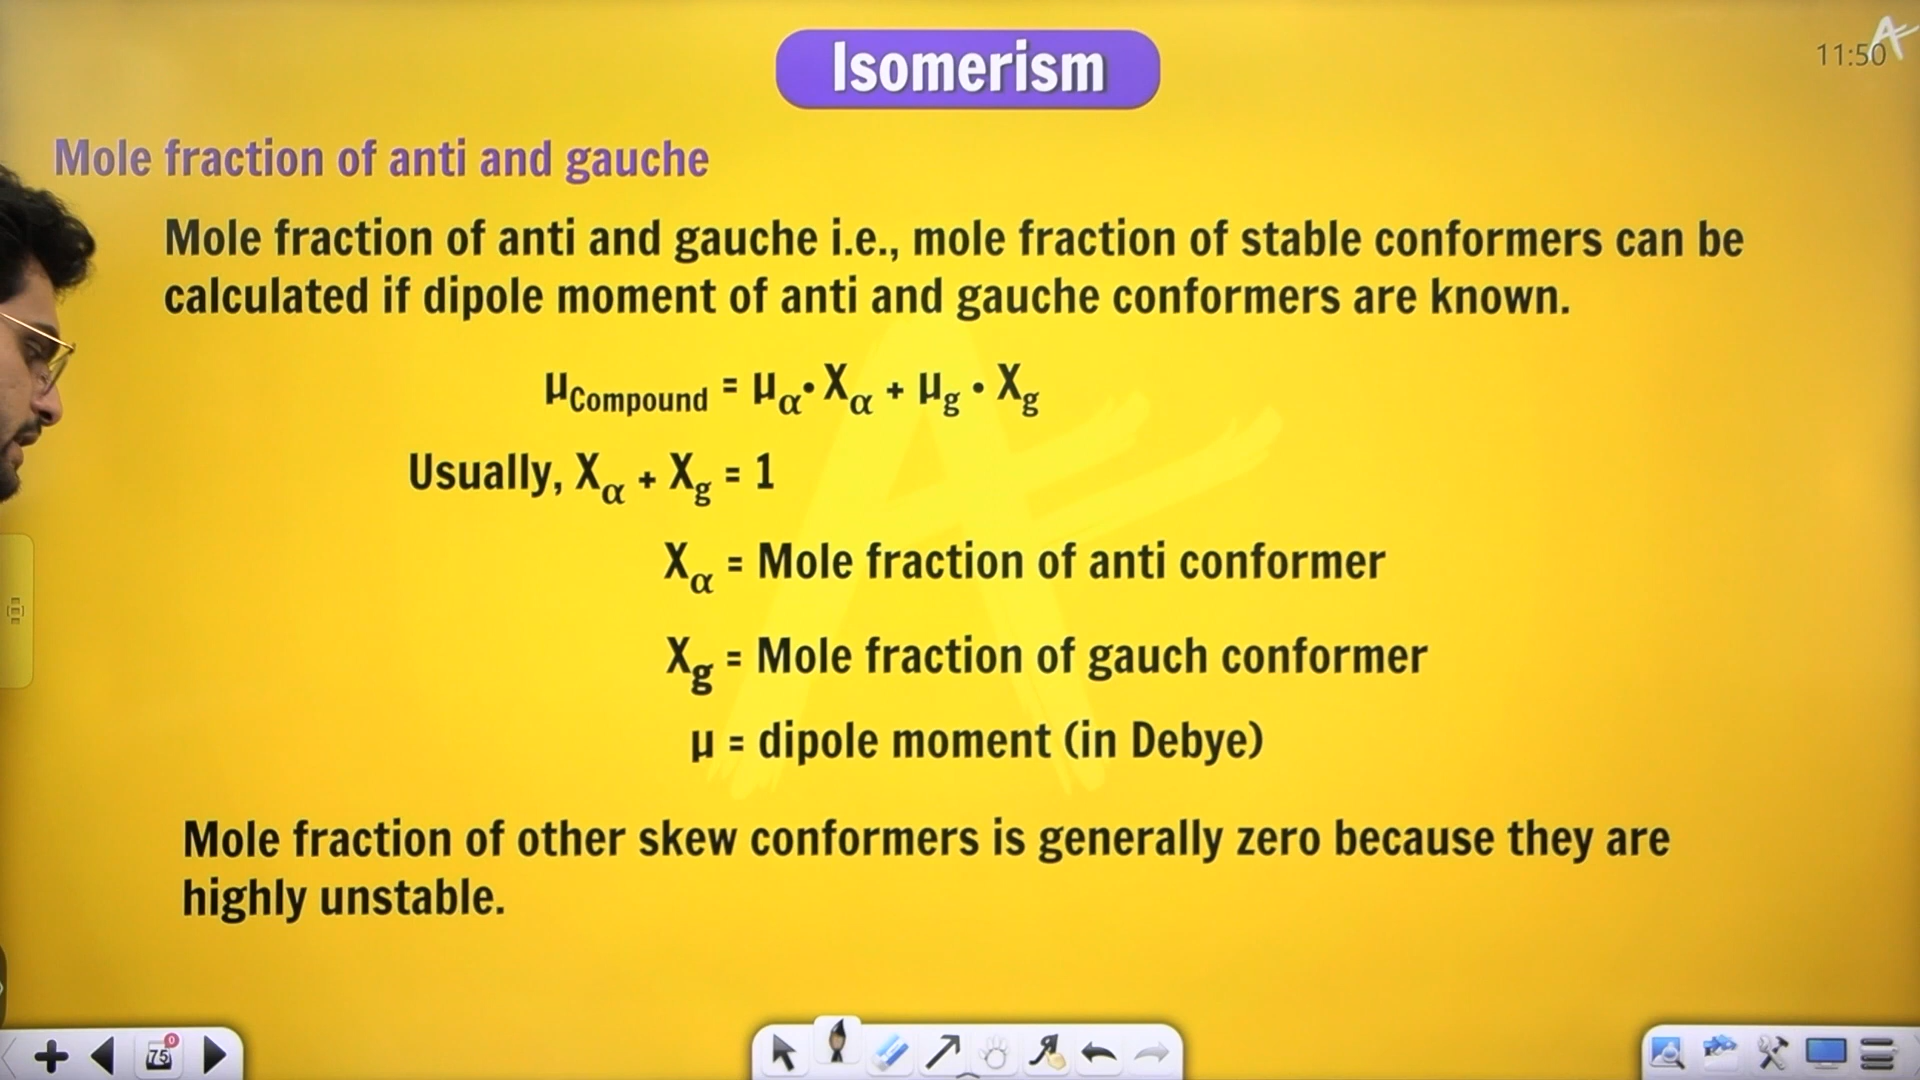 Isomerism
11:50
Mole fraction of anti and gauche
Mole fraction of anti and gauche i.e., mole fraction of stable conformers can be
calculated if dipole moment of anti and gauche conformers are known.
μCompound = μα• Xα + μg • Xg
Usually, Xα + Xg = 1
Xα = Mole fraction of anti conformer
Xg = Mole fraction of gauch conformer
μ = dipole moment (in Debye)
Mole fraction of other skew conformers is generally zero because they are
highly unstable.
75
0